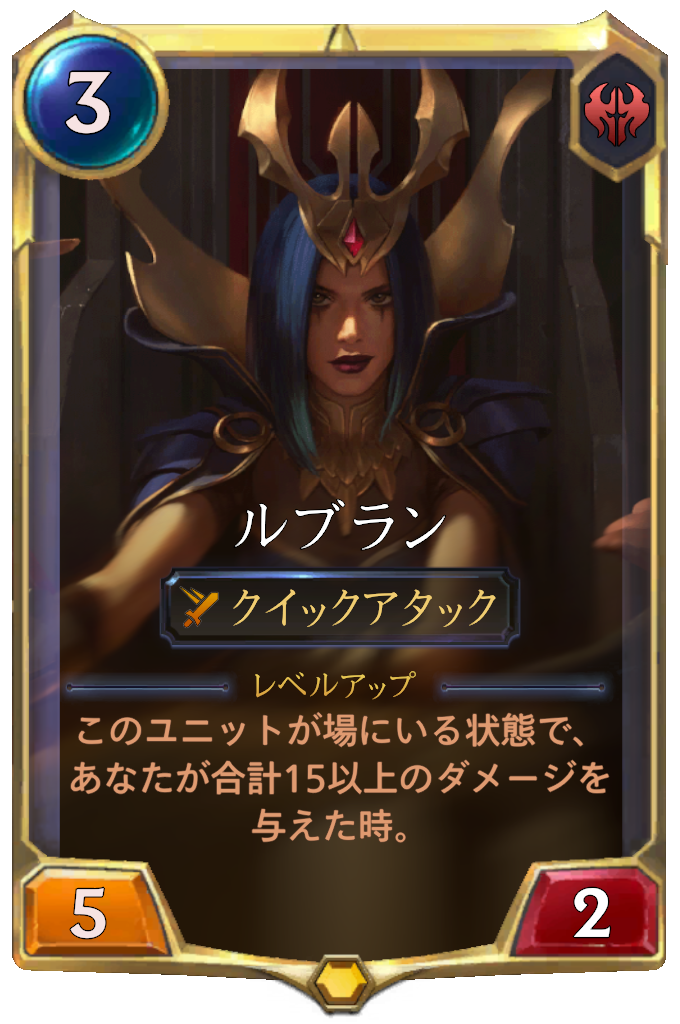 3
ルブラン
クイックアタック
レベルアップ
このユニットが場にいる状態で、
あなたが合計15以上のダメージを
与えた時。
5
2